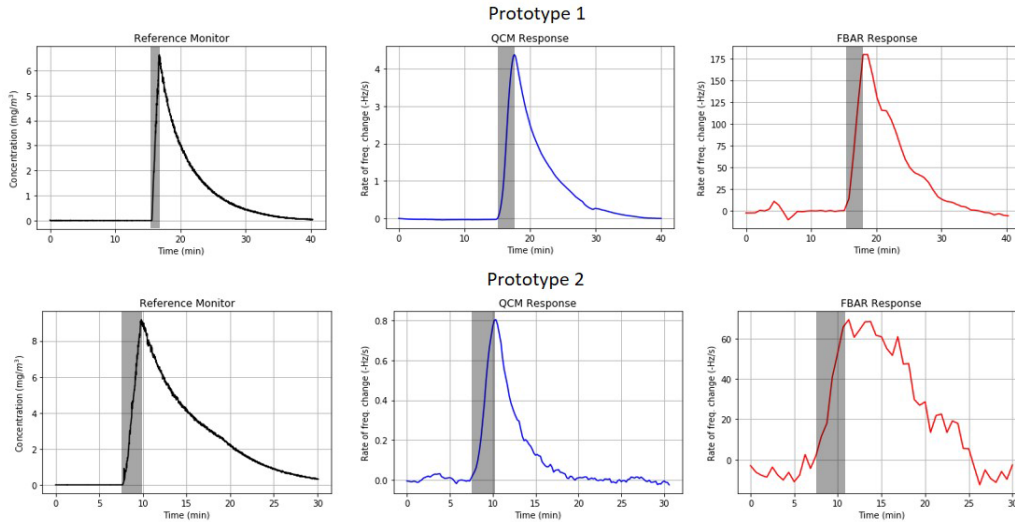 Prototype 1
Reference Monitor
Concentration (mg/m³)
6
5
4
3
2
1
0
0 10 20 30 40
Time (min)
QCM Response
Rate of freq. change (-Hz/s)
4
3
2
1
0
0 10 20 30 40
Time (min)
FBAR Response
Rate of freq. change (-Hz/s)
175
150
125
100
75
50
25
0
0 10 20 30 40
Time (min)
Prototype 2
Reference Monitor
Concentration (mg/m³)
8
6
4
2
0
0 5 10 15 20 25 30
Time (min)
QCM Response
Rate of freq. change (-Hz/s)
0.8
0.6
0.4
0.2
0.0
0 5 10 15 20 25 30
Time (min)
FBAR Response
Rate of freq. change (-Hz/s)
60
40
20
0
0 5 10 15 20 25 30
Time (min)